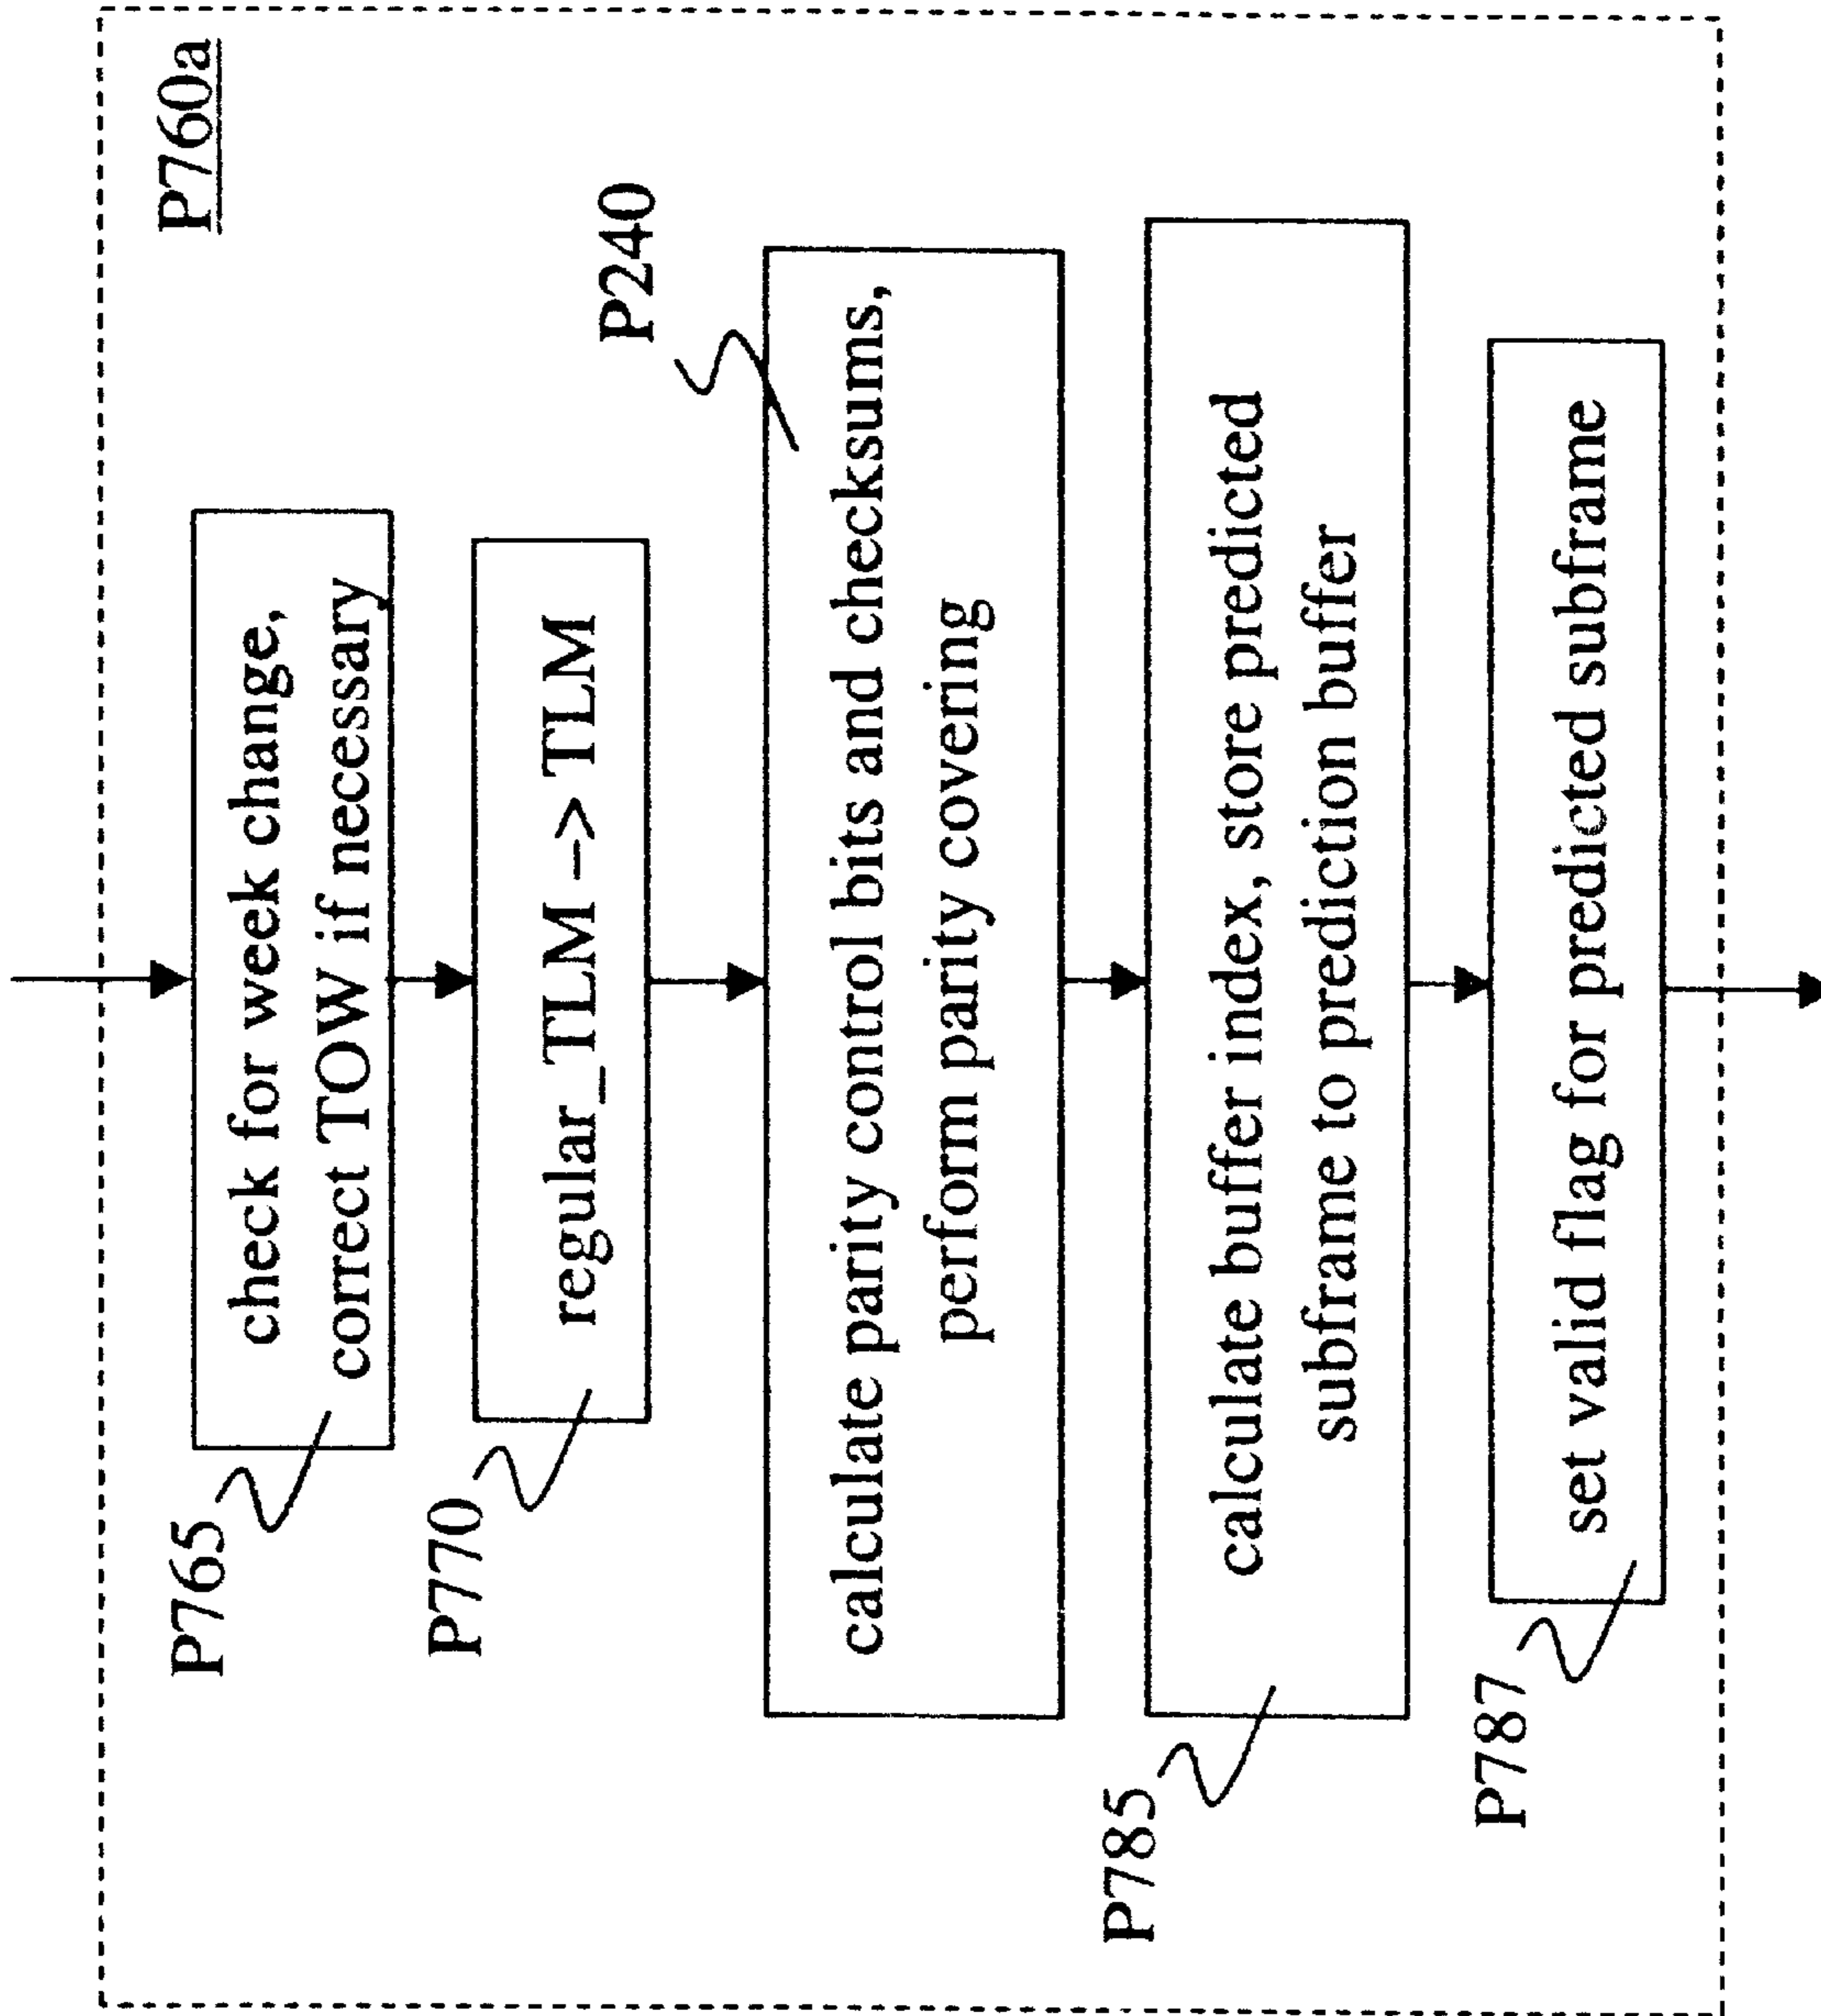 P760a
P765
check for week change,
correct TOW if necessary
P770
regular_TLM -> TLM
P240
calculate parity control bits and checksums,
perform parity covering
P785
calculate buffer index, store predicted
subframe to prediction buffer
P787
set valid flag for predicted subframe